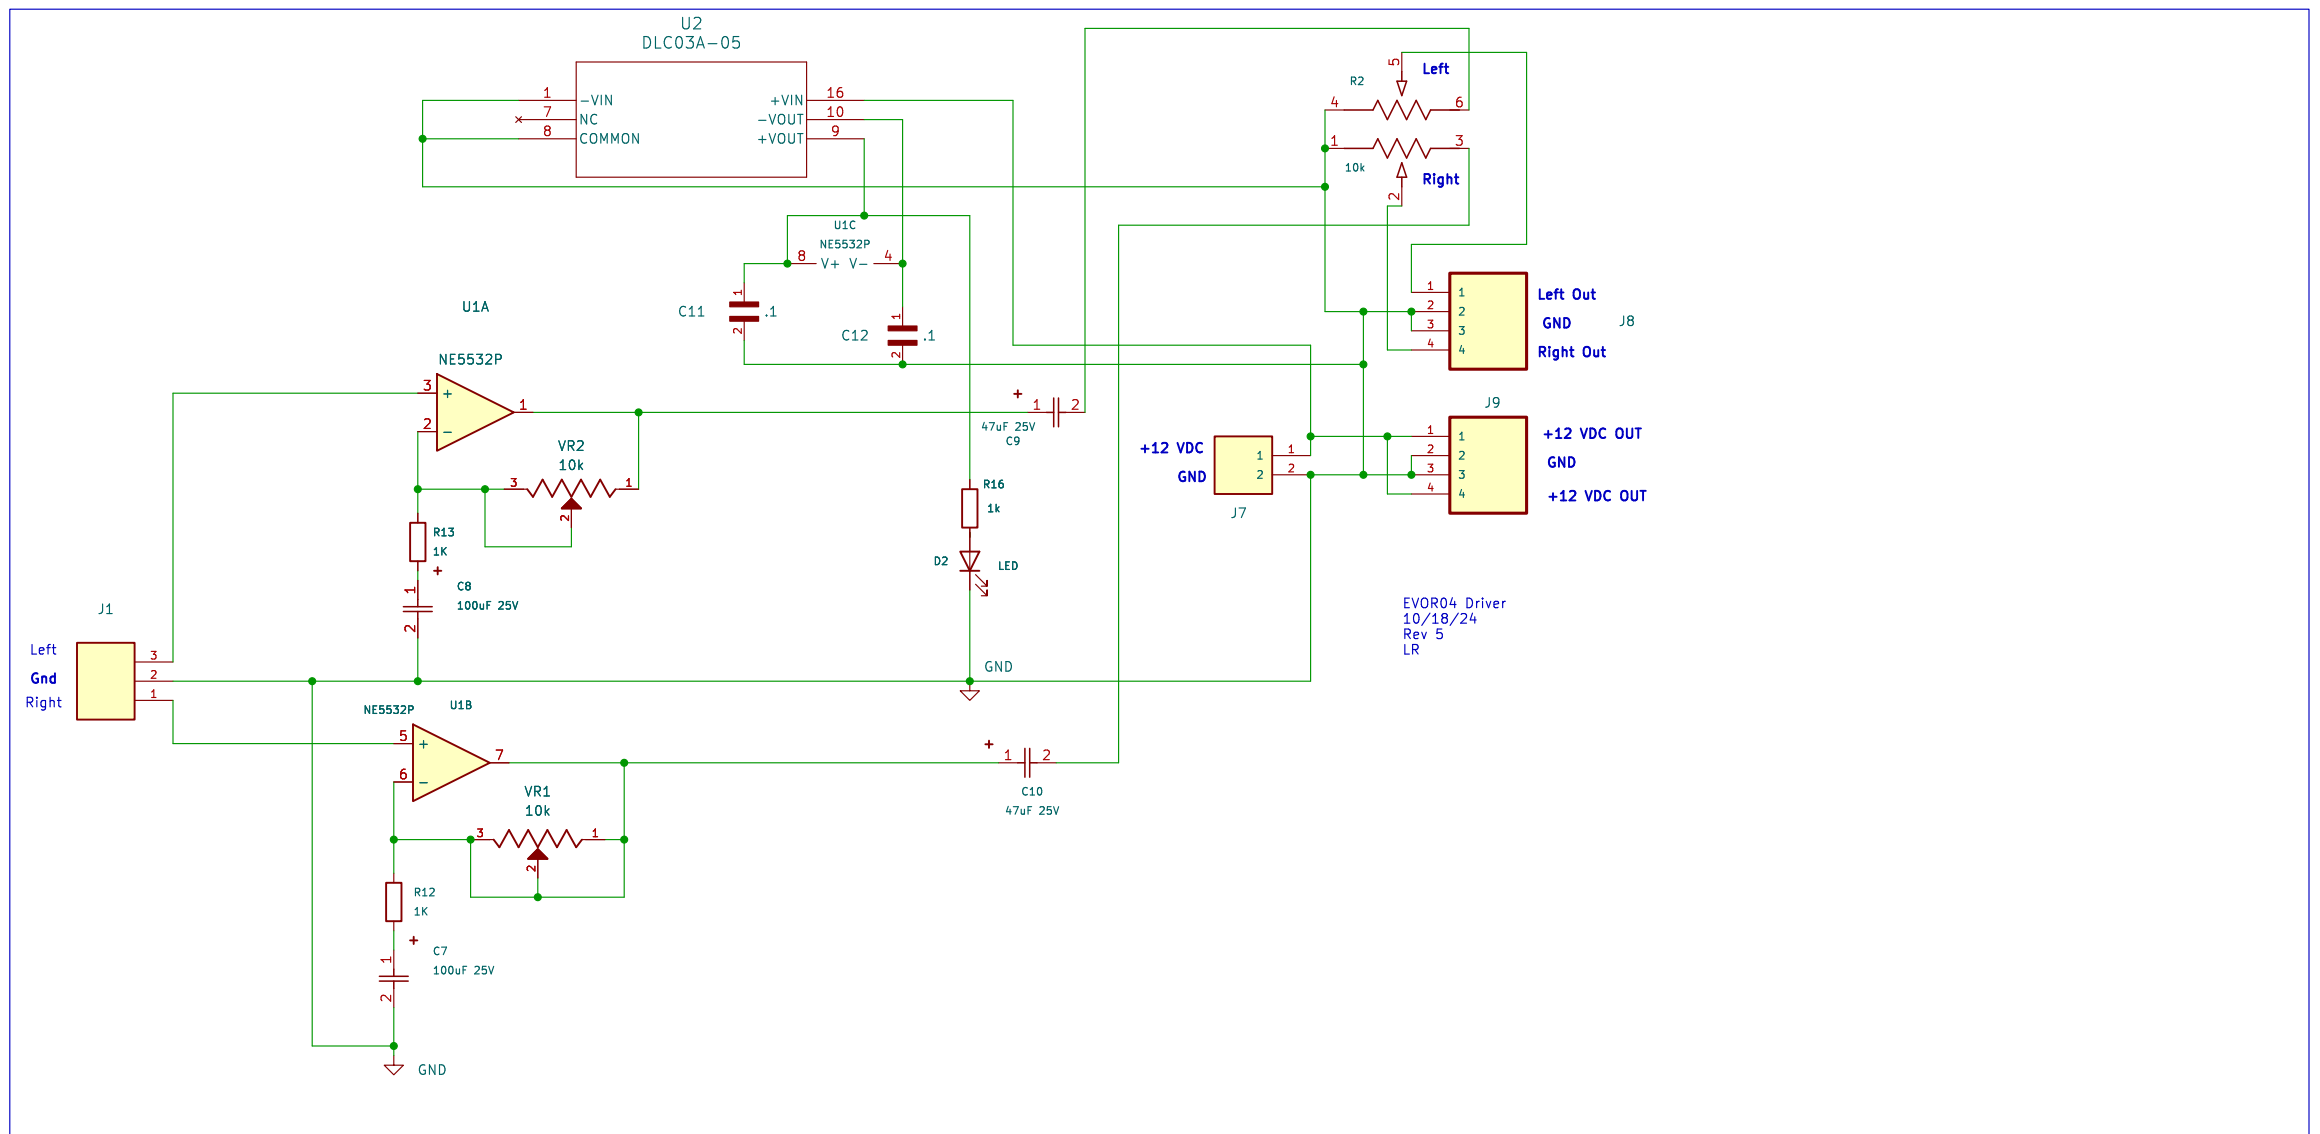 U2
DLC03A-05
1 -VIN
7 NC
8 COMMON
+VIN 16
-VOUT 10
+VOUT 9
U1C
NE5532P
8 V+ V- 4
C11 .1
1
2
C12 .1
1
2
R2
5 Left
4 6
1 3
10k
Right
2
1 1 Left Out
2 2 GND
3 3
4 4 Right Out
J8
J9
1 1 +12 VDC OUT
2 2 GND
3 3
4 4 +12 VDC OUT
+12 VDC 1 1
GND 2 2
J7
U1A
NE5532P
3 +
2 -
1
VR2
10k
3 1
2
R13
1K
+
C8
100uF 25V
1
2
+
1 2
47uF 25V
C9
R16
1k
D2 LED
GND
EVOR04 Driver
10/18/24
Rev 5
LR
J1
Left 3
Gnd 2
Right 1
NE5532P U1B
5 +
6 -
7
VR1
10k
3 1
2
R12
1K
+
C7
100uF 25V
1
2
GND
+
1 2
C10
47uF 25V